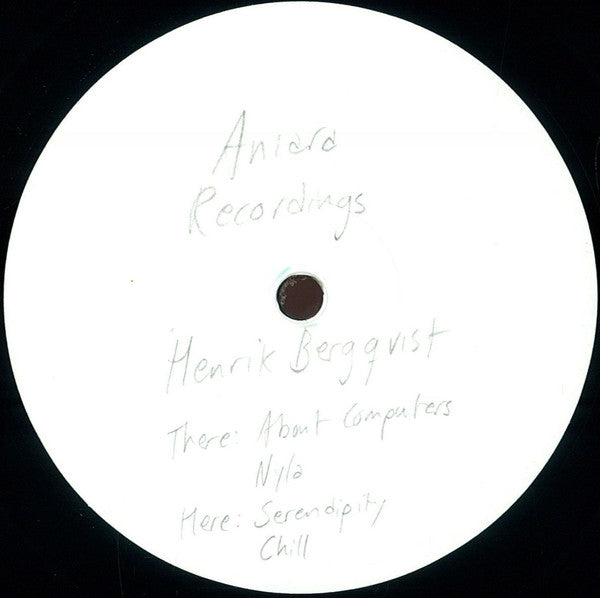 Aniara
Recordings
Henrik Bergqvist
There: About Computers
Nyla
Here: Serendipity
Chill